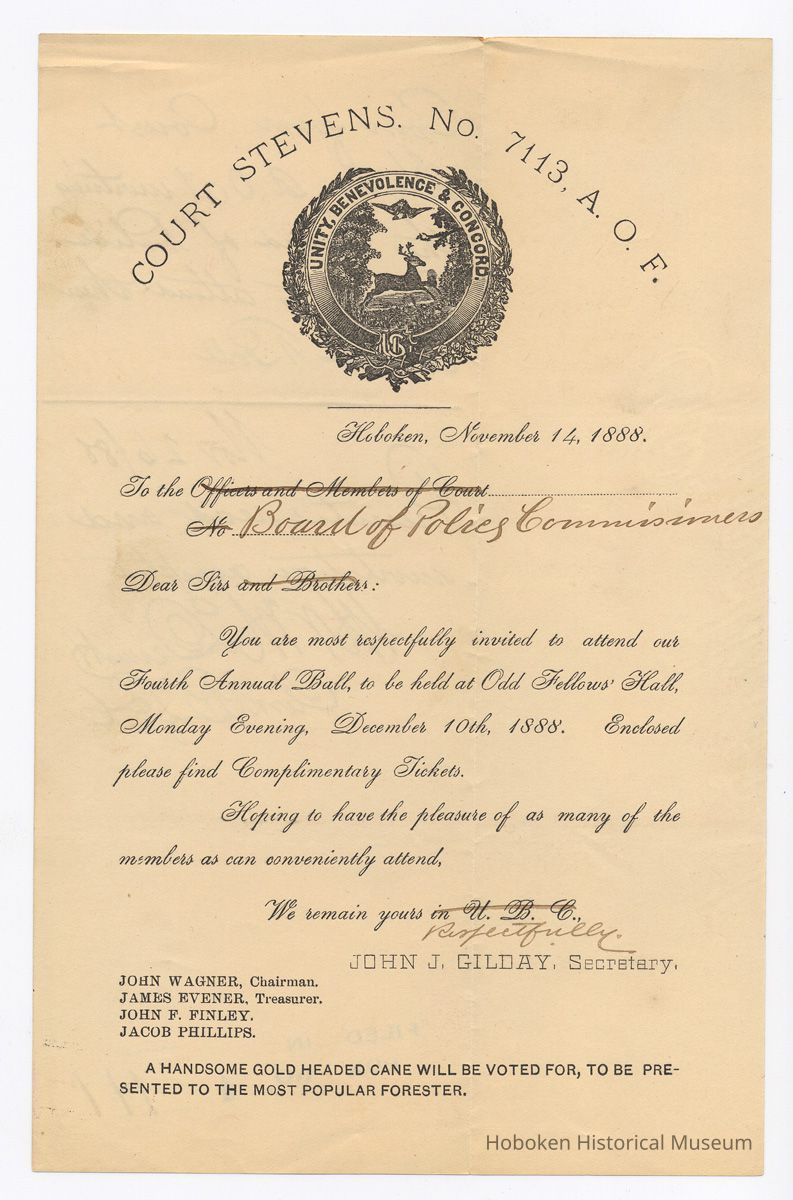 COURT STEVENS. No. 7113, A. O. F.
UNITY, BENEVOLENCE & CONCORD.
Hoboken, November 14, 1888.
To the Officers and Members of Court
No Board of Police Commissioners
Dear Sirs and Brothers:
You are most respectfully invited to attend our
Fourth Annual Ball, to be held at Odd Fellows' Hall,
Monday Evening, December 10th, 1888. Enclosed
please find Complimentary Tickets.
Hoping to have the pleasure of as many of the
members as can conveniently attend,
We remain yours in U. B. C.,
Respectfully.
JOHN J. GILDAY, Secretary.
JOHN WAGNER, Chairman.
JAMES EVENER, Treasurer.
JOHN F. FINLEY.
JACOB PHILLIPS.
A HANDSOME GOLD HEADED CANE WILL BE VOTED FOR, TO BE PRE-
SENTED TO THE MOST POPULAR FORESTER.
Hoboken Historical Museum